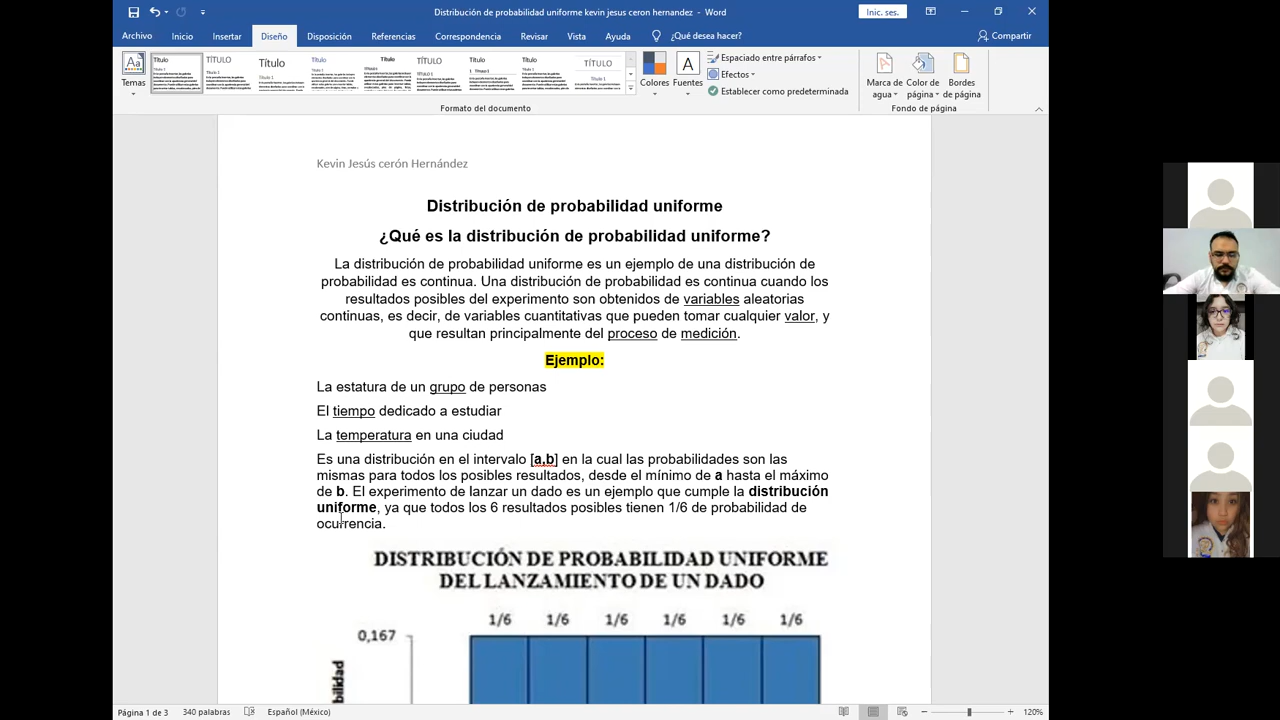 Distribución de probabilidad uniforme kevin jesus ceron hernandez - Word
Inic. ses.
Archivo Inicio Insertar Diseño Disposición Referencias Correspondencia Revisar Vista Ayuda ¿Qué desea hacer? Compartir
Temas
Título TÍTULO Título Título Título TÍTULO Título Título TÍTULO
Colores Fuentes
Espaciado entre párrafos
Efectos
Establecer como predeterminada
Marca de agua Color de página Bordes de página
Formato del documento Fondo de página
Kevin Jesús cerón Hernández
Distribución de probabilidad uniforme
¿Qué es la distribución de probabilidad uniforme?
La distribución de probabilidad uniforme es un ejemplo de una distribución de
probabilidad es continua. Una distribución de probabilidad es continua cuando los
resultados posibles del experimento son obtenidos de variables aleatorias
continuas, es decir, de variables cuantitativas que pueden tomar cualquier valor, y
que resultan principalmente del proceso de medición.
Ejemplo:
La estatura de un grupo de personas
El tiempo dedicado a estudiar
La temperatura en una ciudad
Es una distribución en el intervalo [a,b] en la cual las probabilidades son las
mismas para todos los posibles resultados, desde el mínimo de a hasta el máximo
de b. El experimento de lanzar un dado es un ejemplo que cumple la distribución
uniforme, ya que todos los 6 resultados posibles tienen 1/6 de probabilidad de
ocurrencia.
DISTRIBUCIÓN DE PROBABILIDAD UNIFORME
DEL LANZAMIENTO DE UN DADO
1/6 1/6 1/6 1/6 1/6 1/6
0,167
bilidad
Página 1 de 3 340 palabras Español (México) 120%